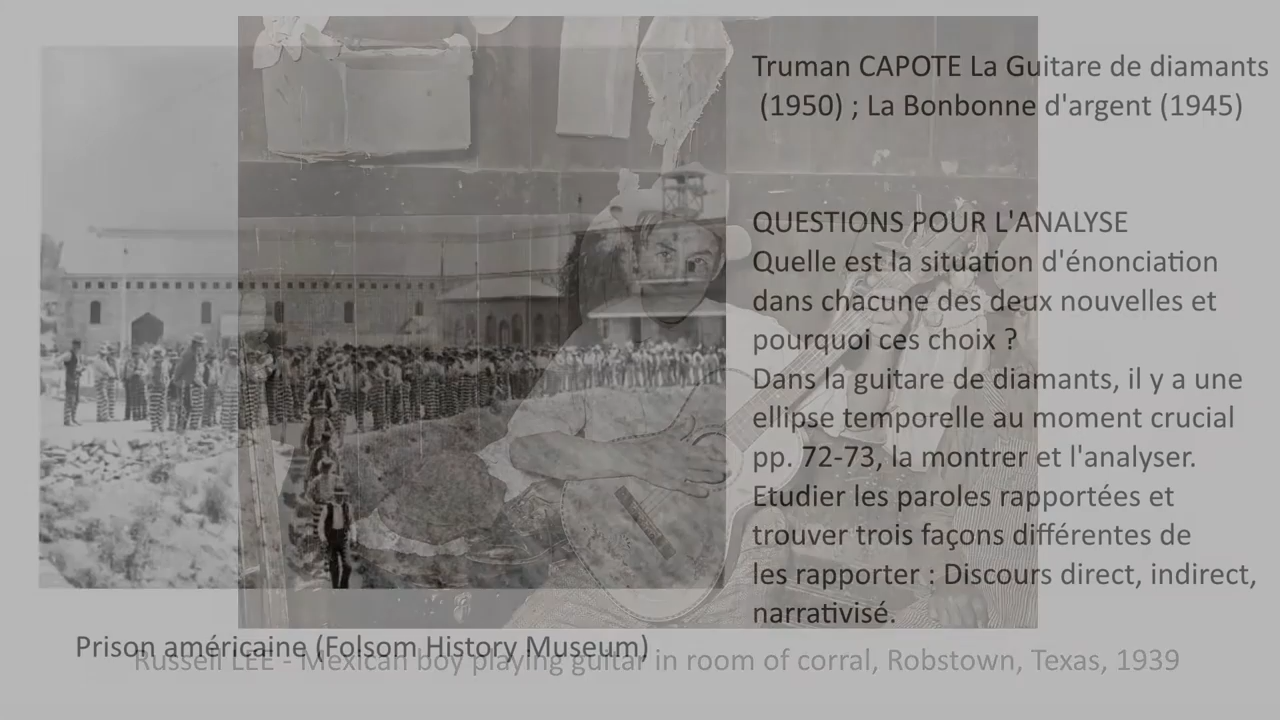 Truman CAPOTE La Guitare de diamants
(1950) ; La Bonbonne d'argent (1945)
QUESTIONS POUR L'ANALYSE
Quelle est la situation d'énonciation
dans chacune des deux nouvelles et
pourquoi ces choix ?
Dans la guitare de diamants, il y a une
ellipse temporelle au moment crucial
pp. 72-73, la montrer et l'analyser.
Etudier les paroles rapportées et
trouver trois façons différentes de
les rapporter : Discours direct, indirect,
narrativisé.
Prison américaine (Folsom History Museum)
Russell LEE - Mexican boy playing guitar in room of corral, Robstown, Texas, 1939